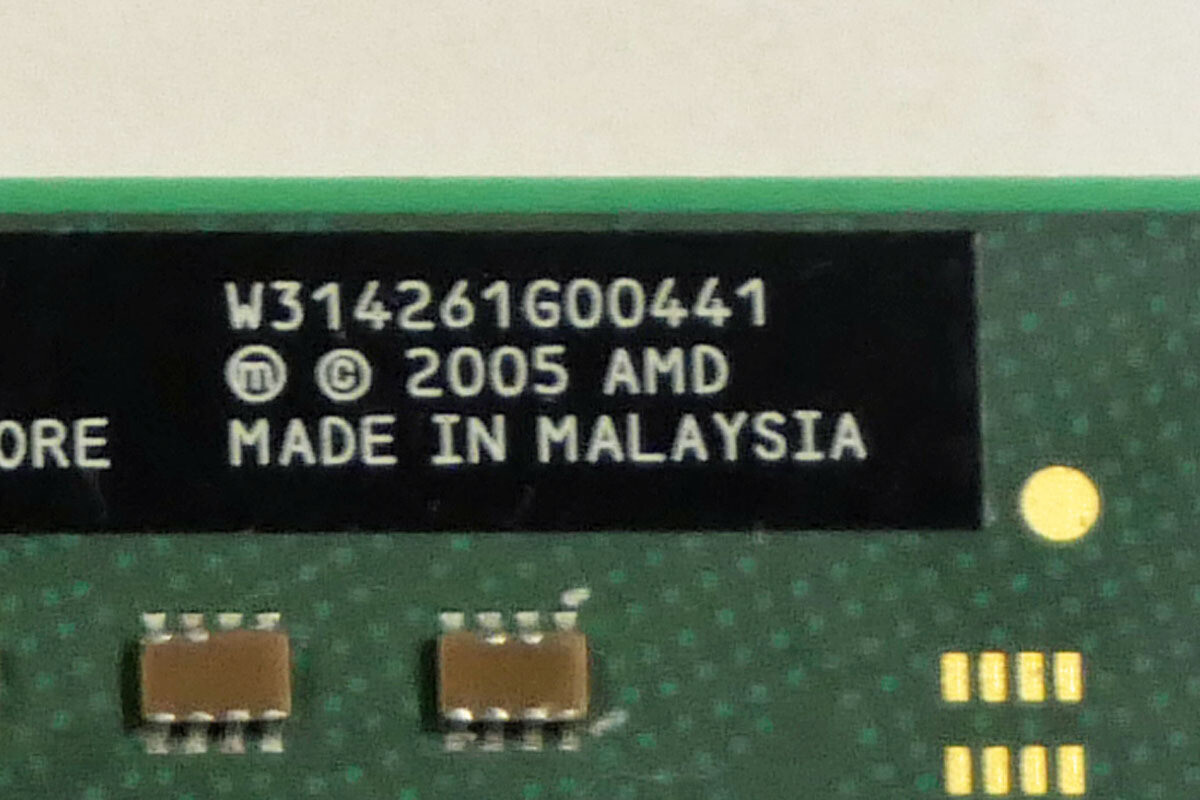 W314261G00441
ⓜ © 2005 AMD
ORE MADE IN MALAYSIA